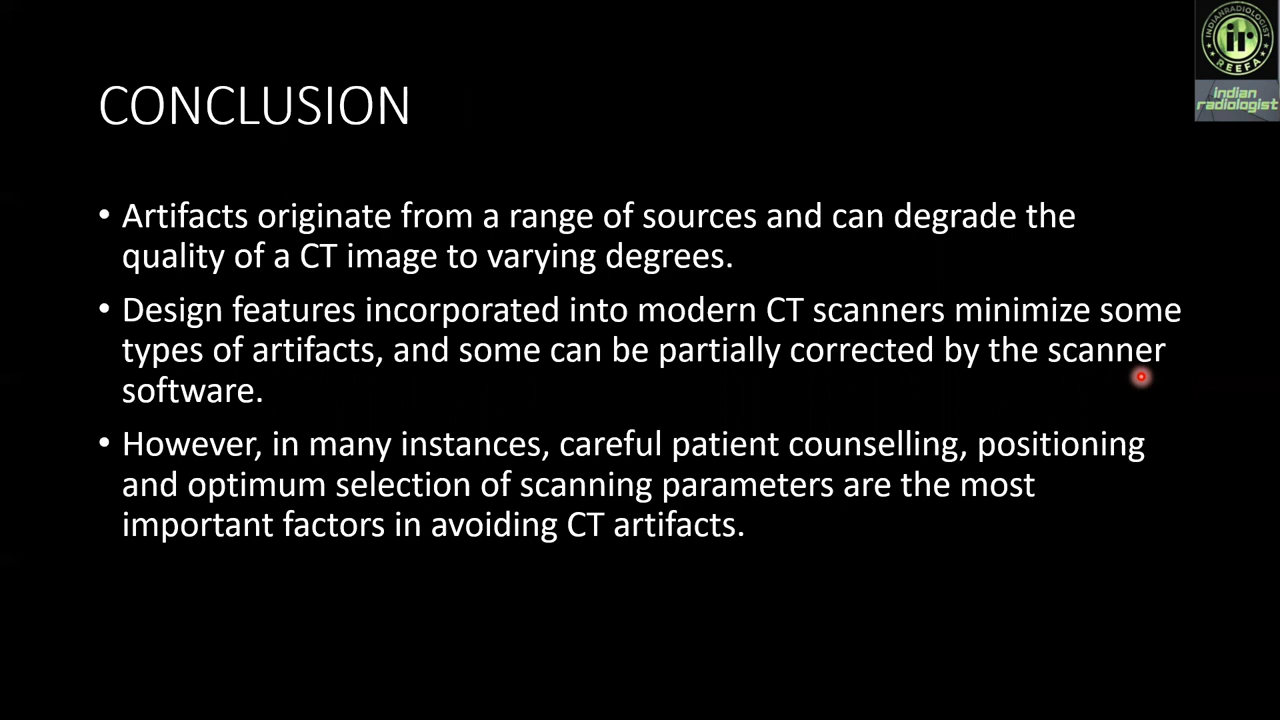 INDIANRADIOLOGIST
ir
REEFA
indian
radiologist
CONCLUSION
• Artifacts originate from a range of sources and can degrade the
quality of a CT image to varying degrees.
• Design features incorporated into modern CT scanners minimize some
types of artifacts, and some can be partially corrected by the scanner
software.
• However, in many instances, careful patient counselling, positioning
and optimum selection of scanning parameters are the most
important factors in avoiding CT artifacts.